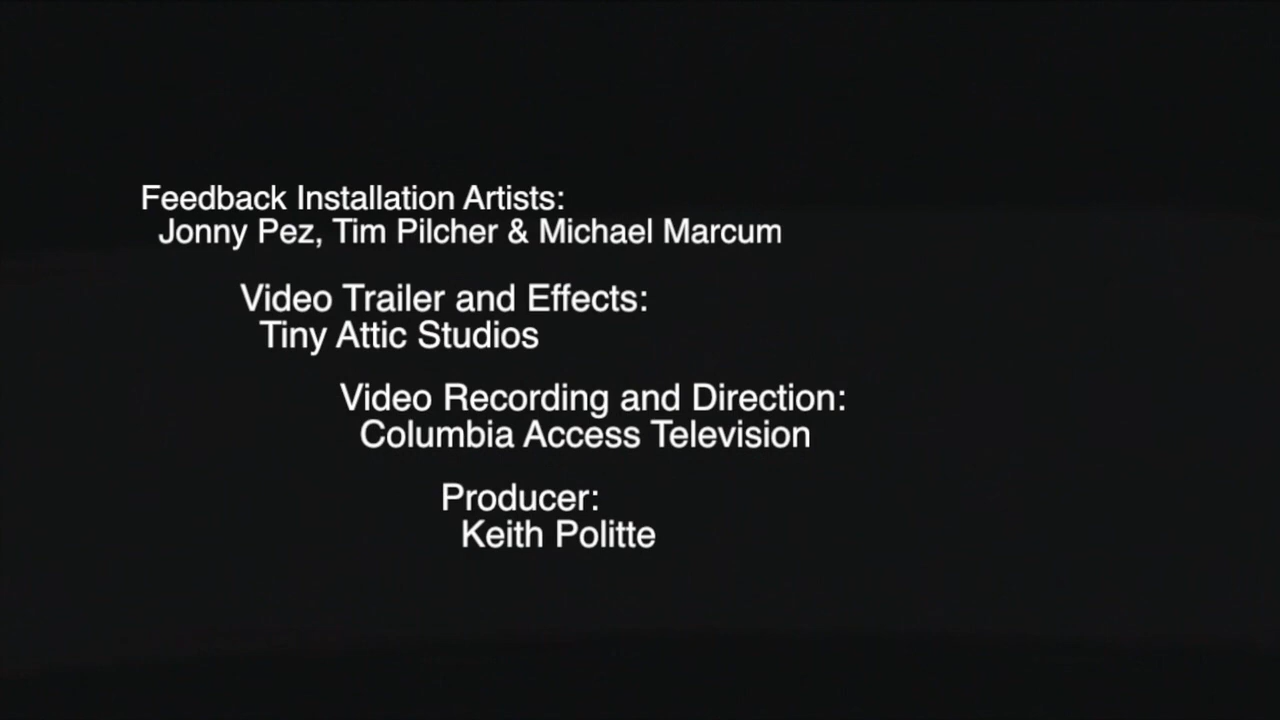 Feedback Installation Artists:
Jonny Pez, Tim Pilcher & Michael Marcum
Video Trailer and Effects:
Tiny Attic Studios
Video Recording and Direction:
Columbia Access Television
Producer:
Keith Politte